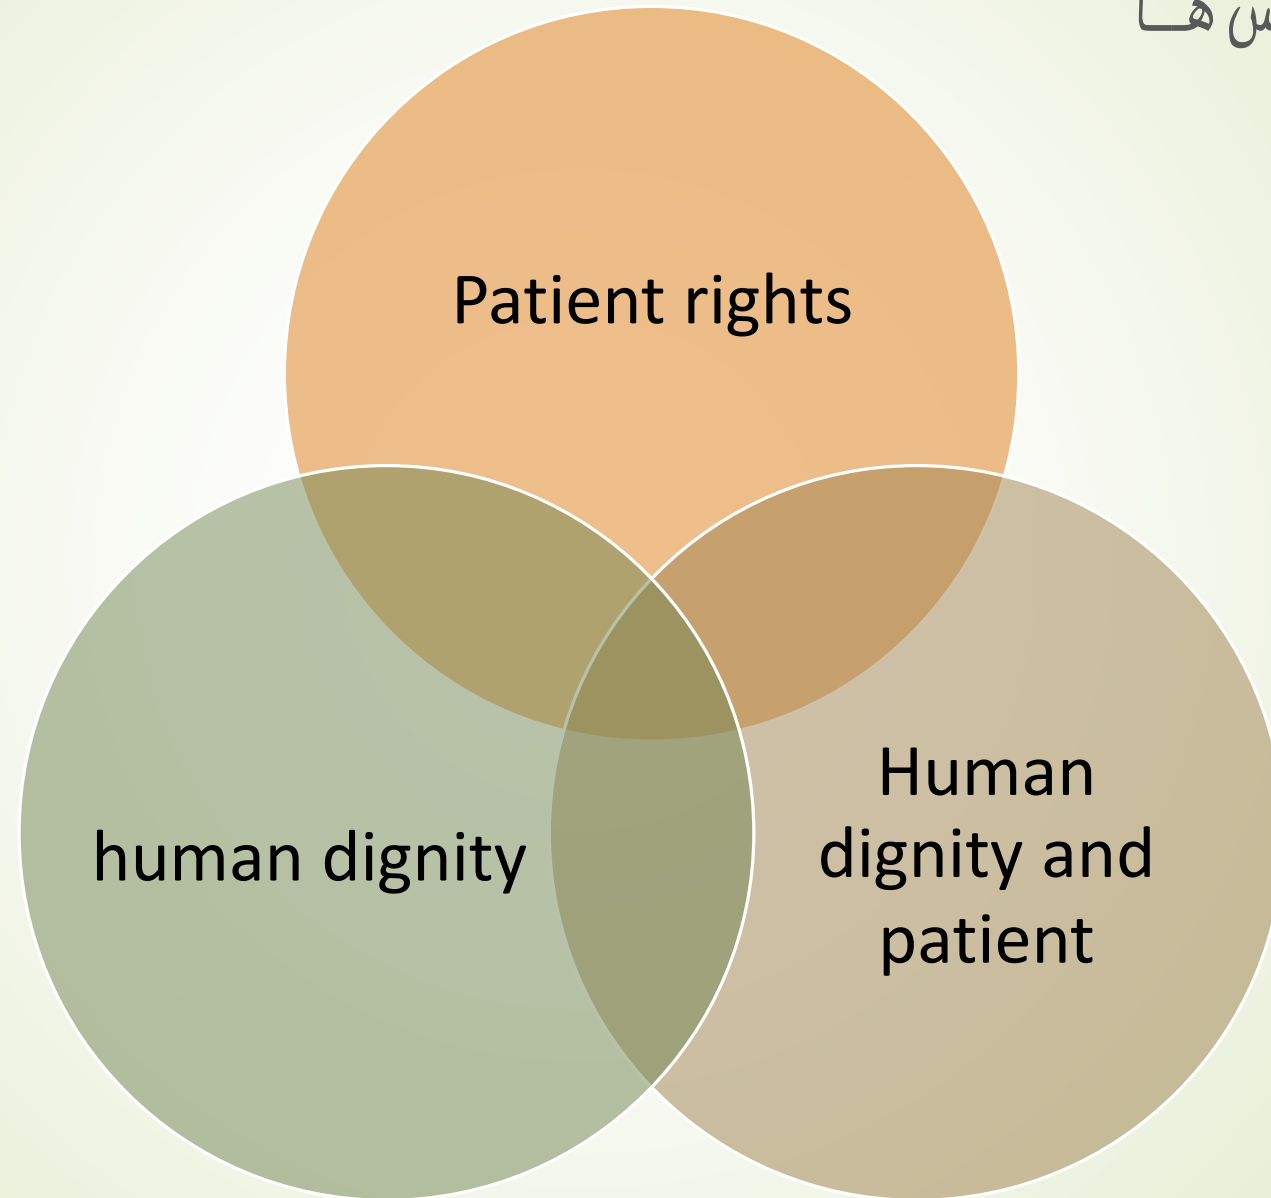 Patient rights
human dignity
Human
dignity and
patient